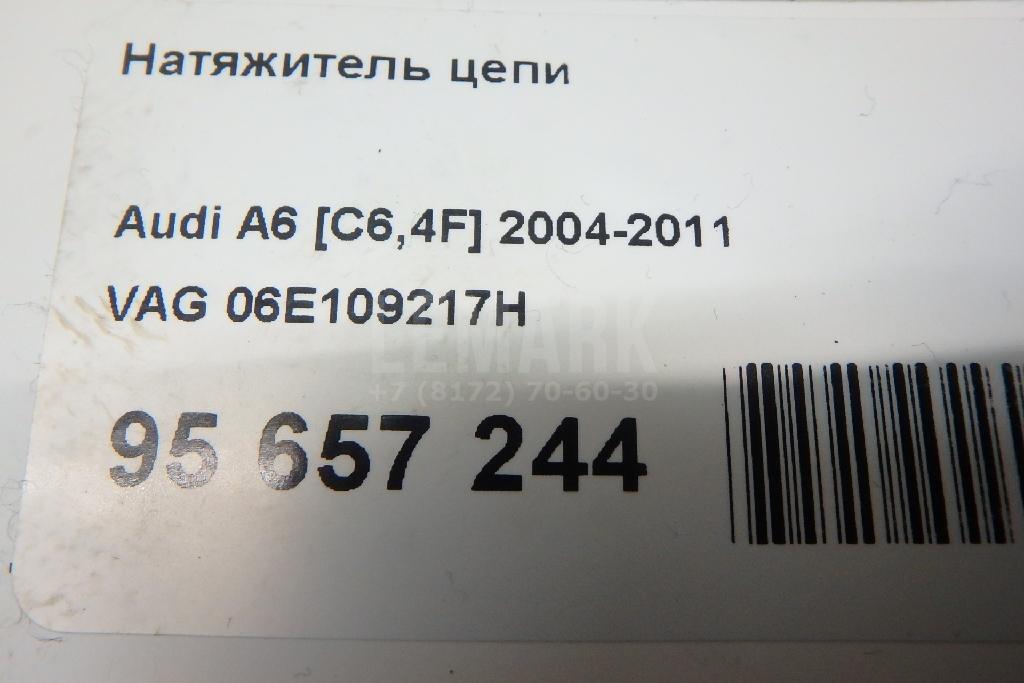 Натяжитель цепи
Audi A6 [C6,4F] 2004-2011
VAG 06E109217H
LEMARK
+7 (8172) 70-60-30
95 657 244